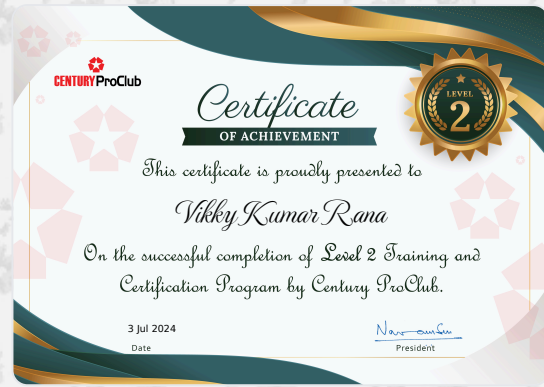 CENTURY ProClub
LEVEL
2
Certificate
OF ACHIEVEMENT
This certificate is proudly presented to
Vikky Kumar Rana
On the successful completion of Level 2 Training and
Certification Program by Century ProClub.
3 Jul 2024
Date
President